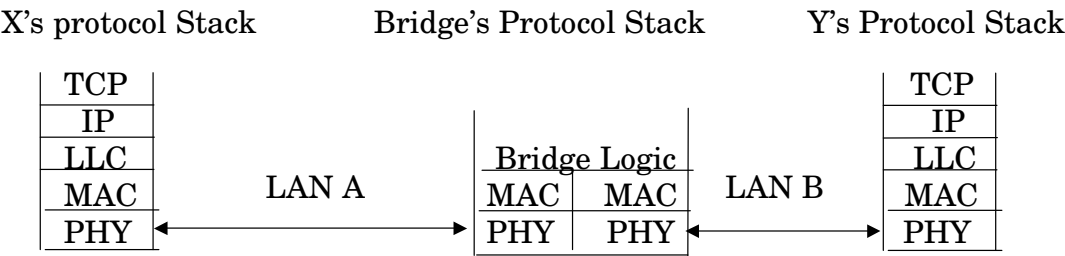 X's protocol Stack Bridge's Protocol Stack Y's Protocol Stack
TCP TCP
IP IP
LLC Bridge Logic LLC
MAC LAN A MAC MAC LAN B MAC
PHY PHY PHY PHY